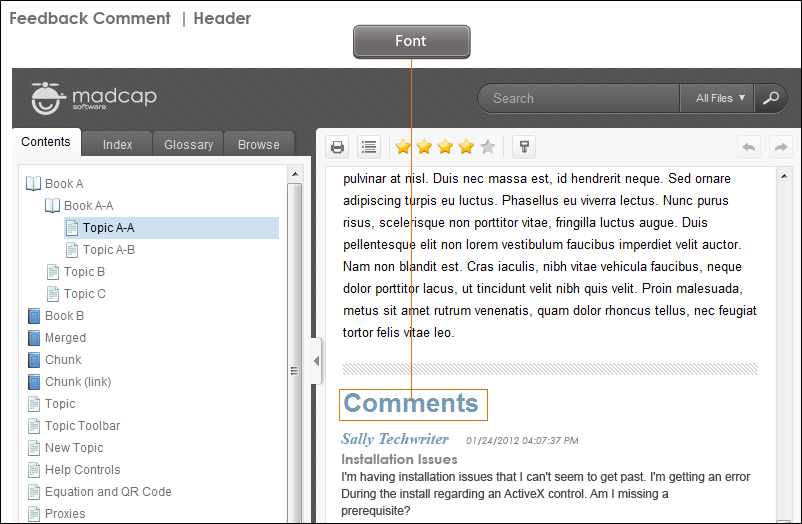 Feedback Comment | Header
Font
madcap
software
Search
All Files
Contents
Index
Glossary
Browse
Book A
Book A-A
Topic A-A
Topic A-B
Topic B
Topic C
Book B
Merged
Chunk
Chunk (link)
Topic
Topic Toolbar
New Topic
Help Controls
Equation and QR Code
Proxies
pulvinar at nisl. Duis nec massa est, id hendrerit neque. Sed ornare
adipiscing turpis eu luctus. Phasellus eu viverra lectus. Nunc purus
risus, scelerisque non porttitor vitae, fringilla luctus augue. Duis
pellentesque elit non lorem vestibulum faucibus imperdiet velit auctor.
Nam non blandit est. Cras iaculis, nibh vitae vehicula faucibus, neque
dolor porttitor lacus, ut tincidunt velit nibh quis velit. Proin malesuada,
metus sit amet rutrum venenatis, quam dolor rhoncus tellus, nec feugiat
tortor felis vitae leo.
Comments
Sally Techwriter 01/24/2012 04:07:37 PM
Installation Issues
I'm having installation issues that I can't seem to get past. I'm getting an error
During the install regarding an ActiveX control. Am I missing a
prerequisite?